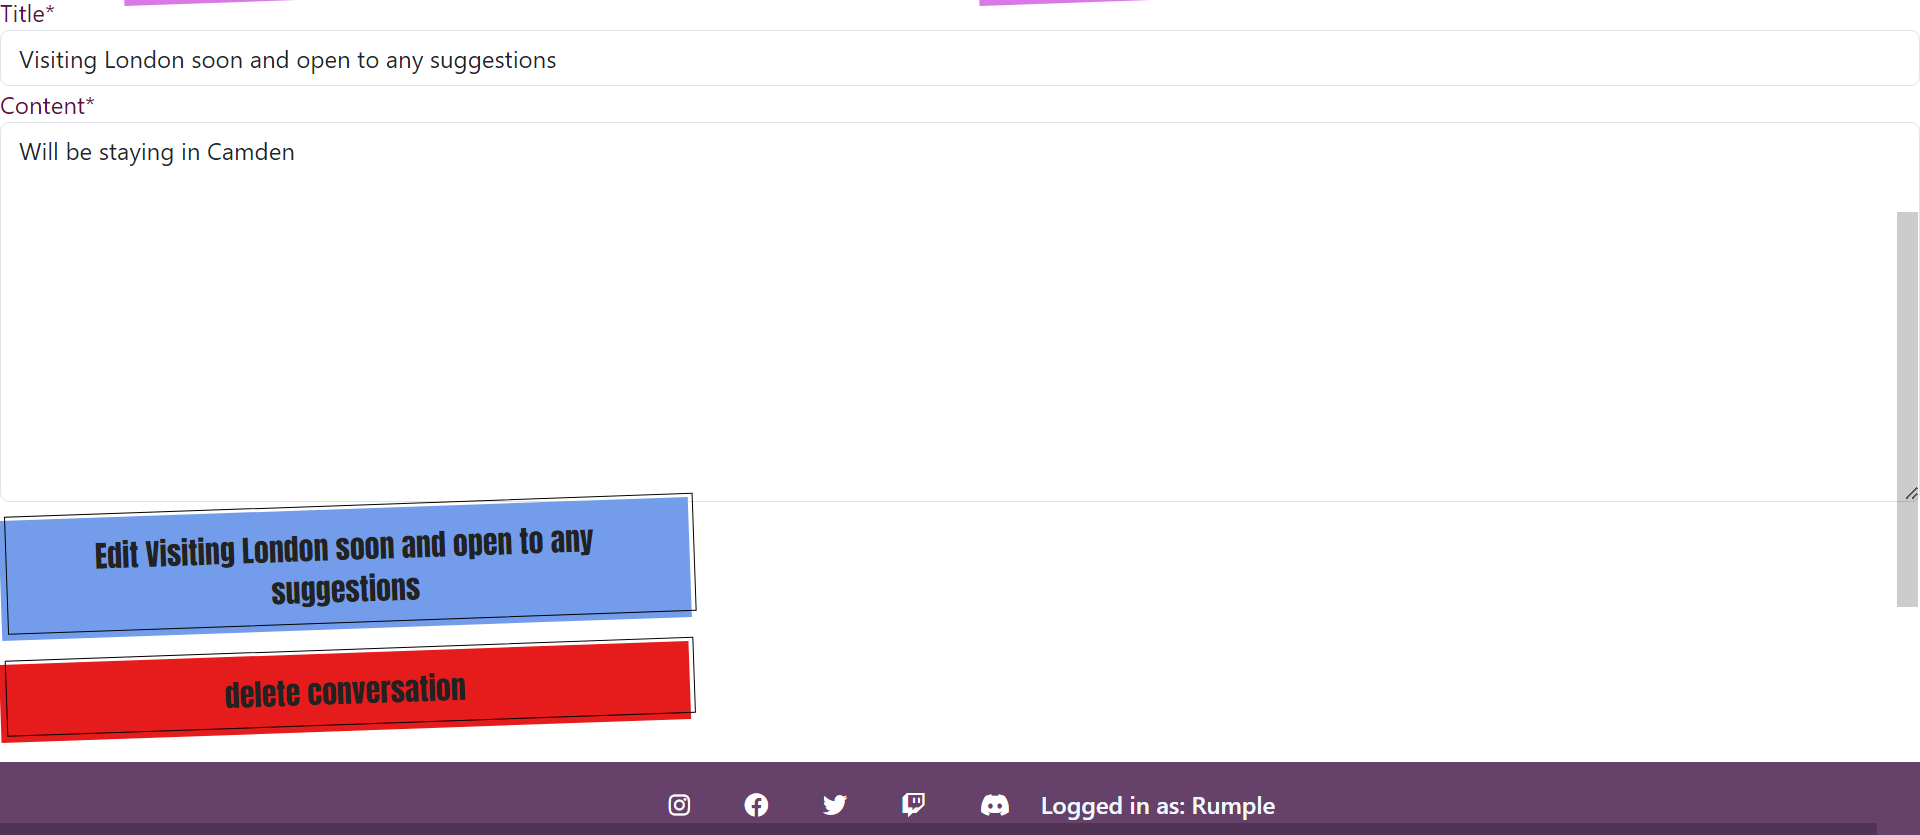 Title*
Visiting London soon and open to any suggestions
Content*
Will be staying in Camden
Edit Visiting London soon and open to any
suggestions
delete conversation
Logged in as: Rumple